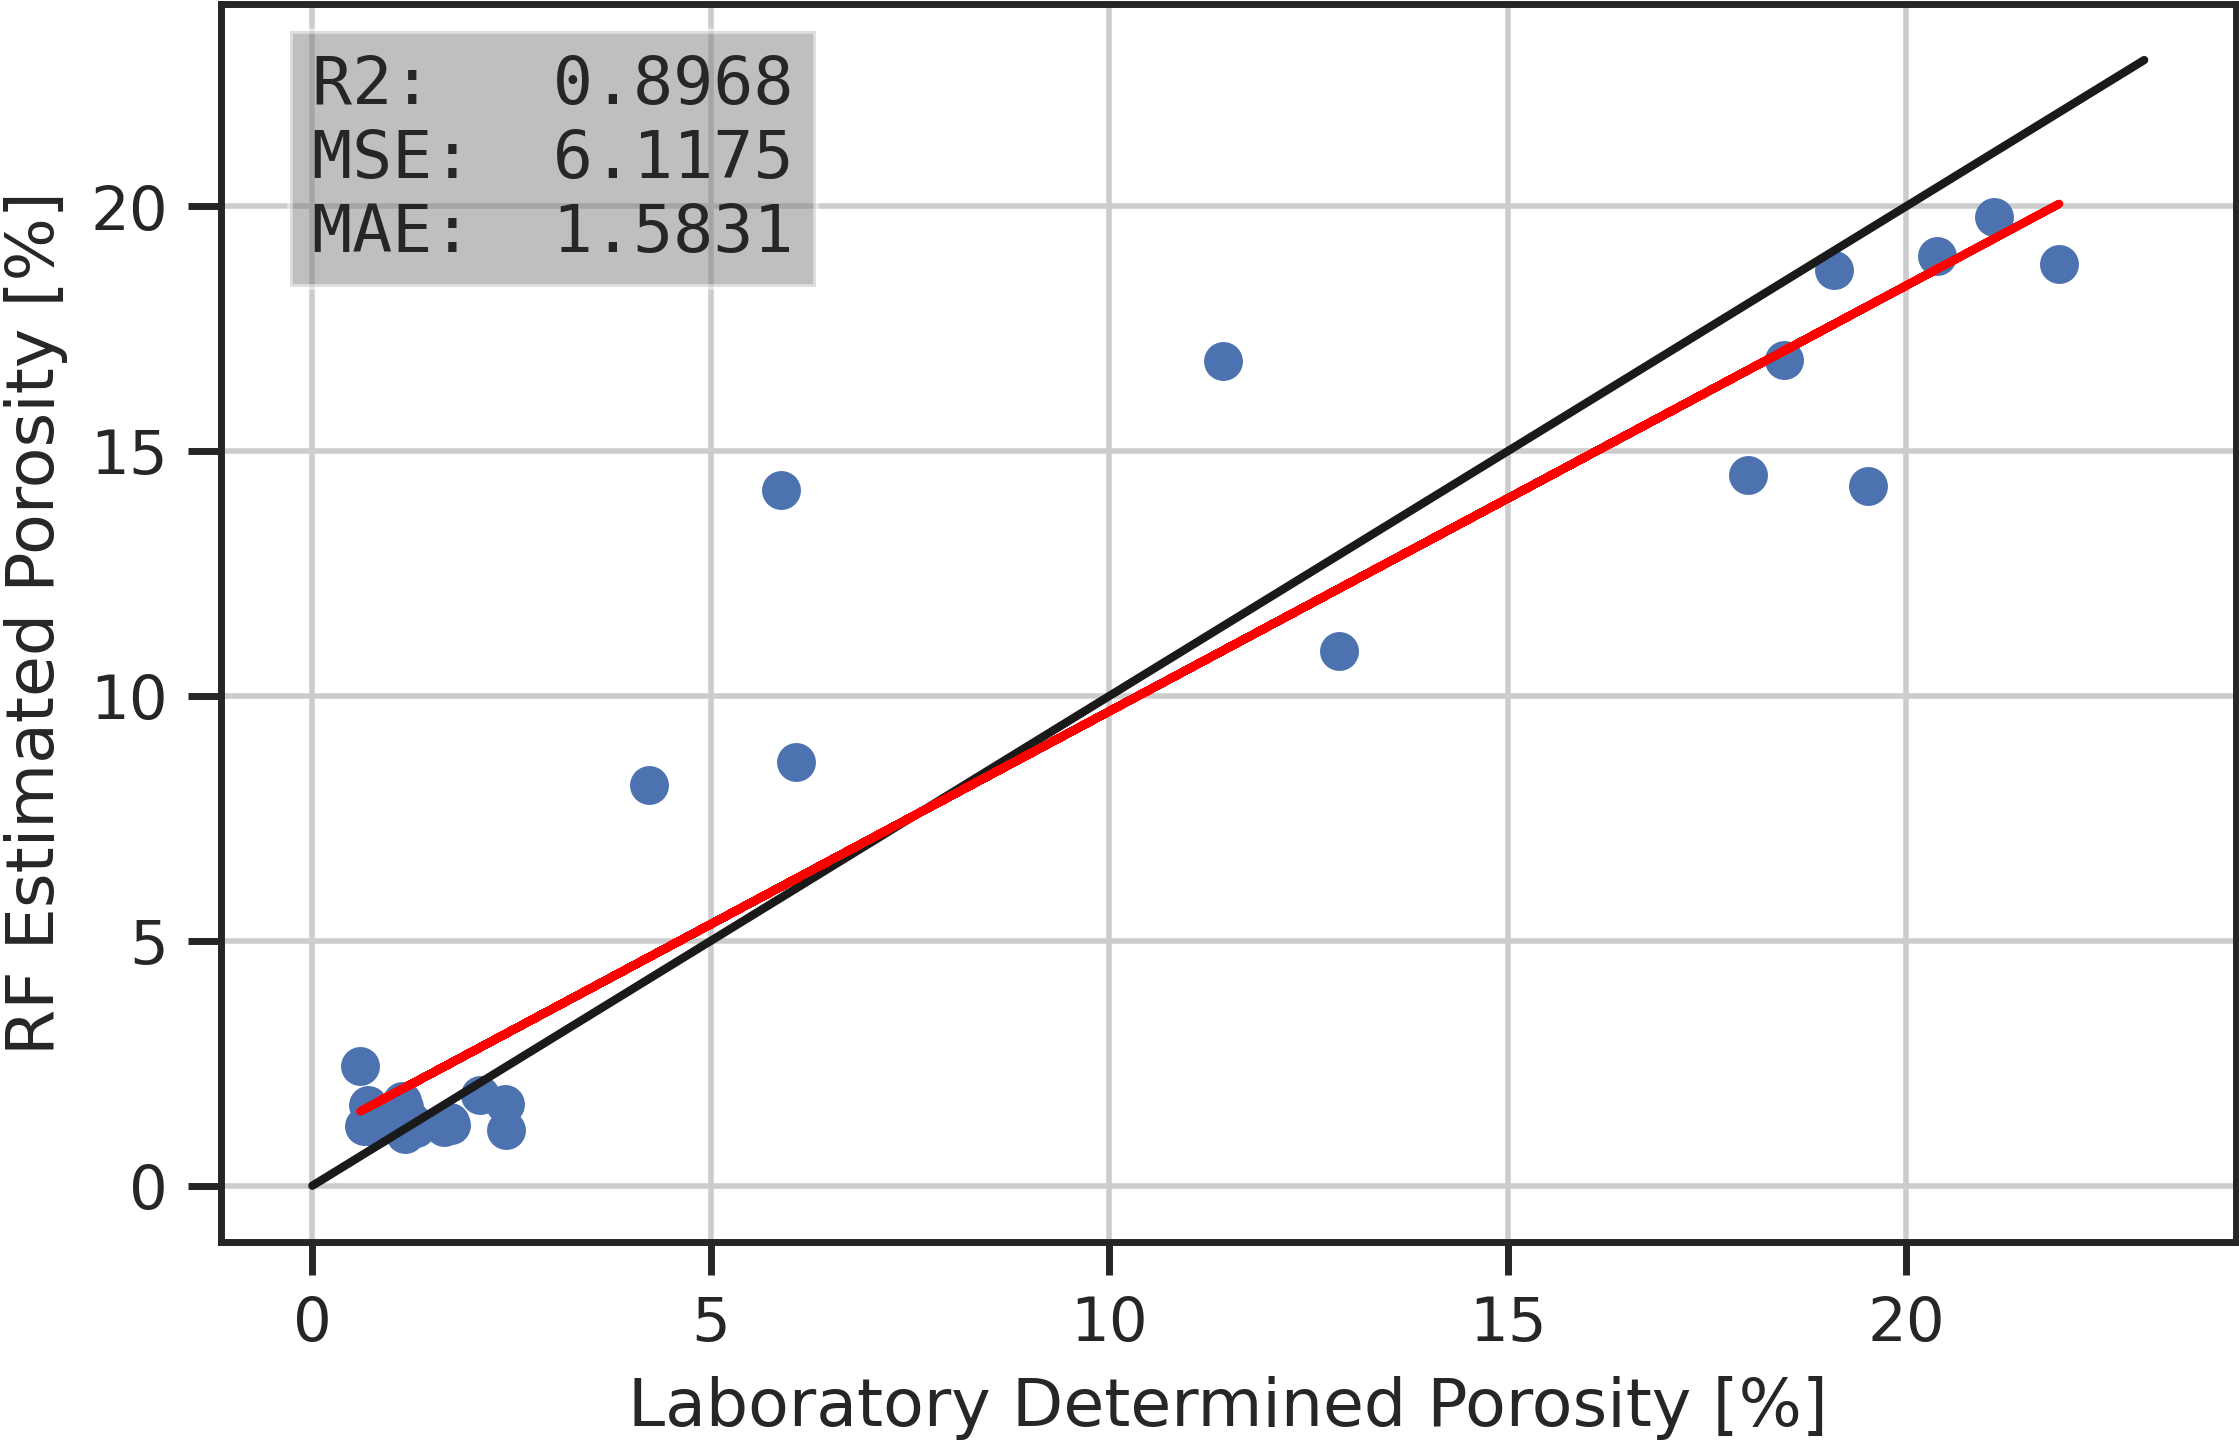 R2: 0.8968
MSE: 6.1175
MAE: 1.5831
RF Estimated Porosity [%]
20
15
10
5
0
0 5 10 15 20
Laboratory Determined Porosity [%]